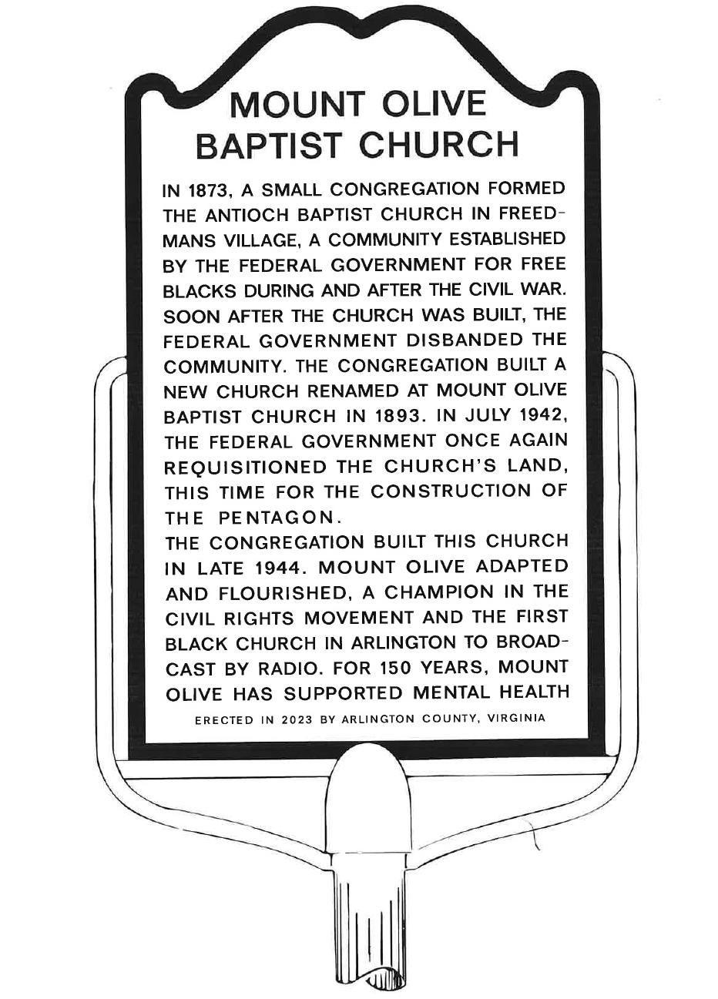 MOUNT OLIVE
BAPTIST CHURCH
IN 1873, A SMALL CONGREGATION FORMED
THE ANTIOCH BAPTIST CHURCH IN FREED-
MANS VILLAGE, A COMMUNITY ESTABLISHED
BY THE FEDERAL GOVERNMENT FOR FREE
BLACKS DURING AND AFTER THE CIVIL WAR.
SOON AFTER THE CHURCH WAS BUILT, THE
FEDERAL GOVERNMENT DISBANDED THE
COMMUNITY. THE CONGREGATION BUILT A
NEW CHURCH RENAMED AT MOUNT OLIVE
BAPTIST CHURCH IN 1893. IN JULY 1942,
THE FEDERAL GOVERNMENT ONCE AGAIN
REQUISITIONED THE CHURCH'S LAND,
THIS TIME FOR THE CONSTRUCTION OF
THE PENTAGON.
THE CONGREGATION BUILT THIS CHURCH
IN LATE 1944. MOUNT OLIVE ADAPTED
AND FLOURISHED, A CHAMPION IN THE
CIVIL RIGHTS MOVEMENT AND THE FIRST
BLACK CHURCH IN ARLINGTON TO BROAD-
CAST BY RADIO. FOR 150 YEARS, MOUNT
OLIVE HAS SUPPORTED MENTAL HEALTH
ERECTED IN 2023 BY ARLINGTON COUNTY, VIRGINIA